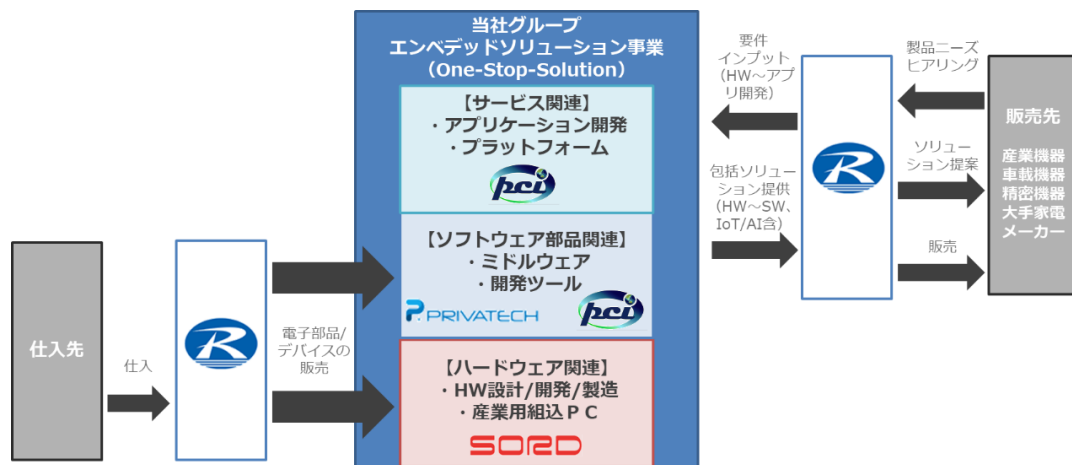 仕入先
仕入
R
電子部品/
デバイスの
販売
当社グループ
エンベデッドソリューション事業
（One-Stop-Solution）
【サービス関連】
・アプリケーション開発
・プラットフォーム
pci
【ソフトウェア部品関連】
・ミドルウェア
・開発ツール
P. PRIVATECH
pci
【ハードウェア関連】
・HW設計/開発/製造
・産業用組込ＰＣ
SORD
要件
インプット
（HW～アプ
リ開発）
包括ソリュー
ション提供
（HW～SW、
IoT/AI含）
R
製品ニーズ
ヒアリング
ソリュー
ション提案
販売
販売先
産業機器
車載機器
精密機器
大手家電
メーカー